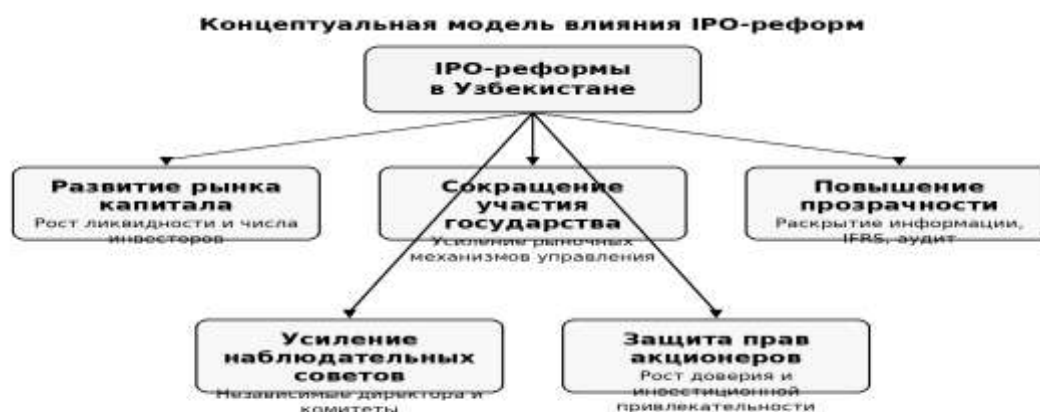 Концептуальная модель влияния IPO-реформ
IPO-реформы
в Узбекистане
Развитие рынка
капитала
Рост ликвидности и числа
инвесторов
Сокращение
участия
государства
Усиление рыночных
механизмов управления
Повышение
прозрачности
Раскрытие информации,
IFRS, аудит
Усиление
наблюдательных
советов
Независимые директора и
комитеты
Защита прав
акционеров
Рост доверия и
инвестиционной
привлекательности